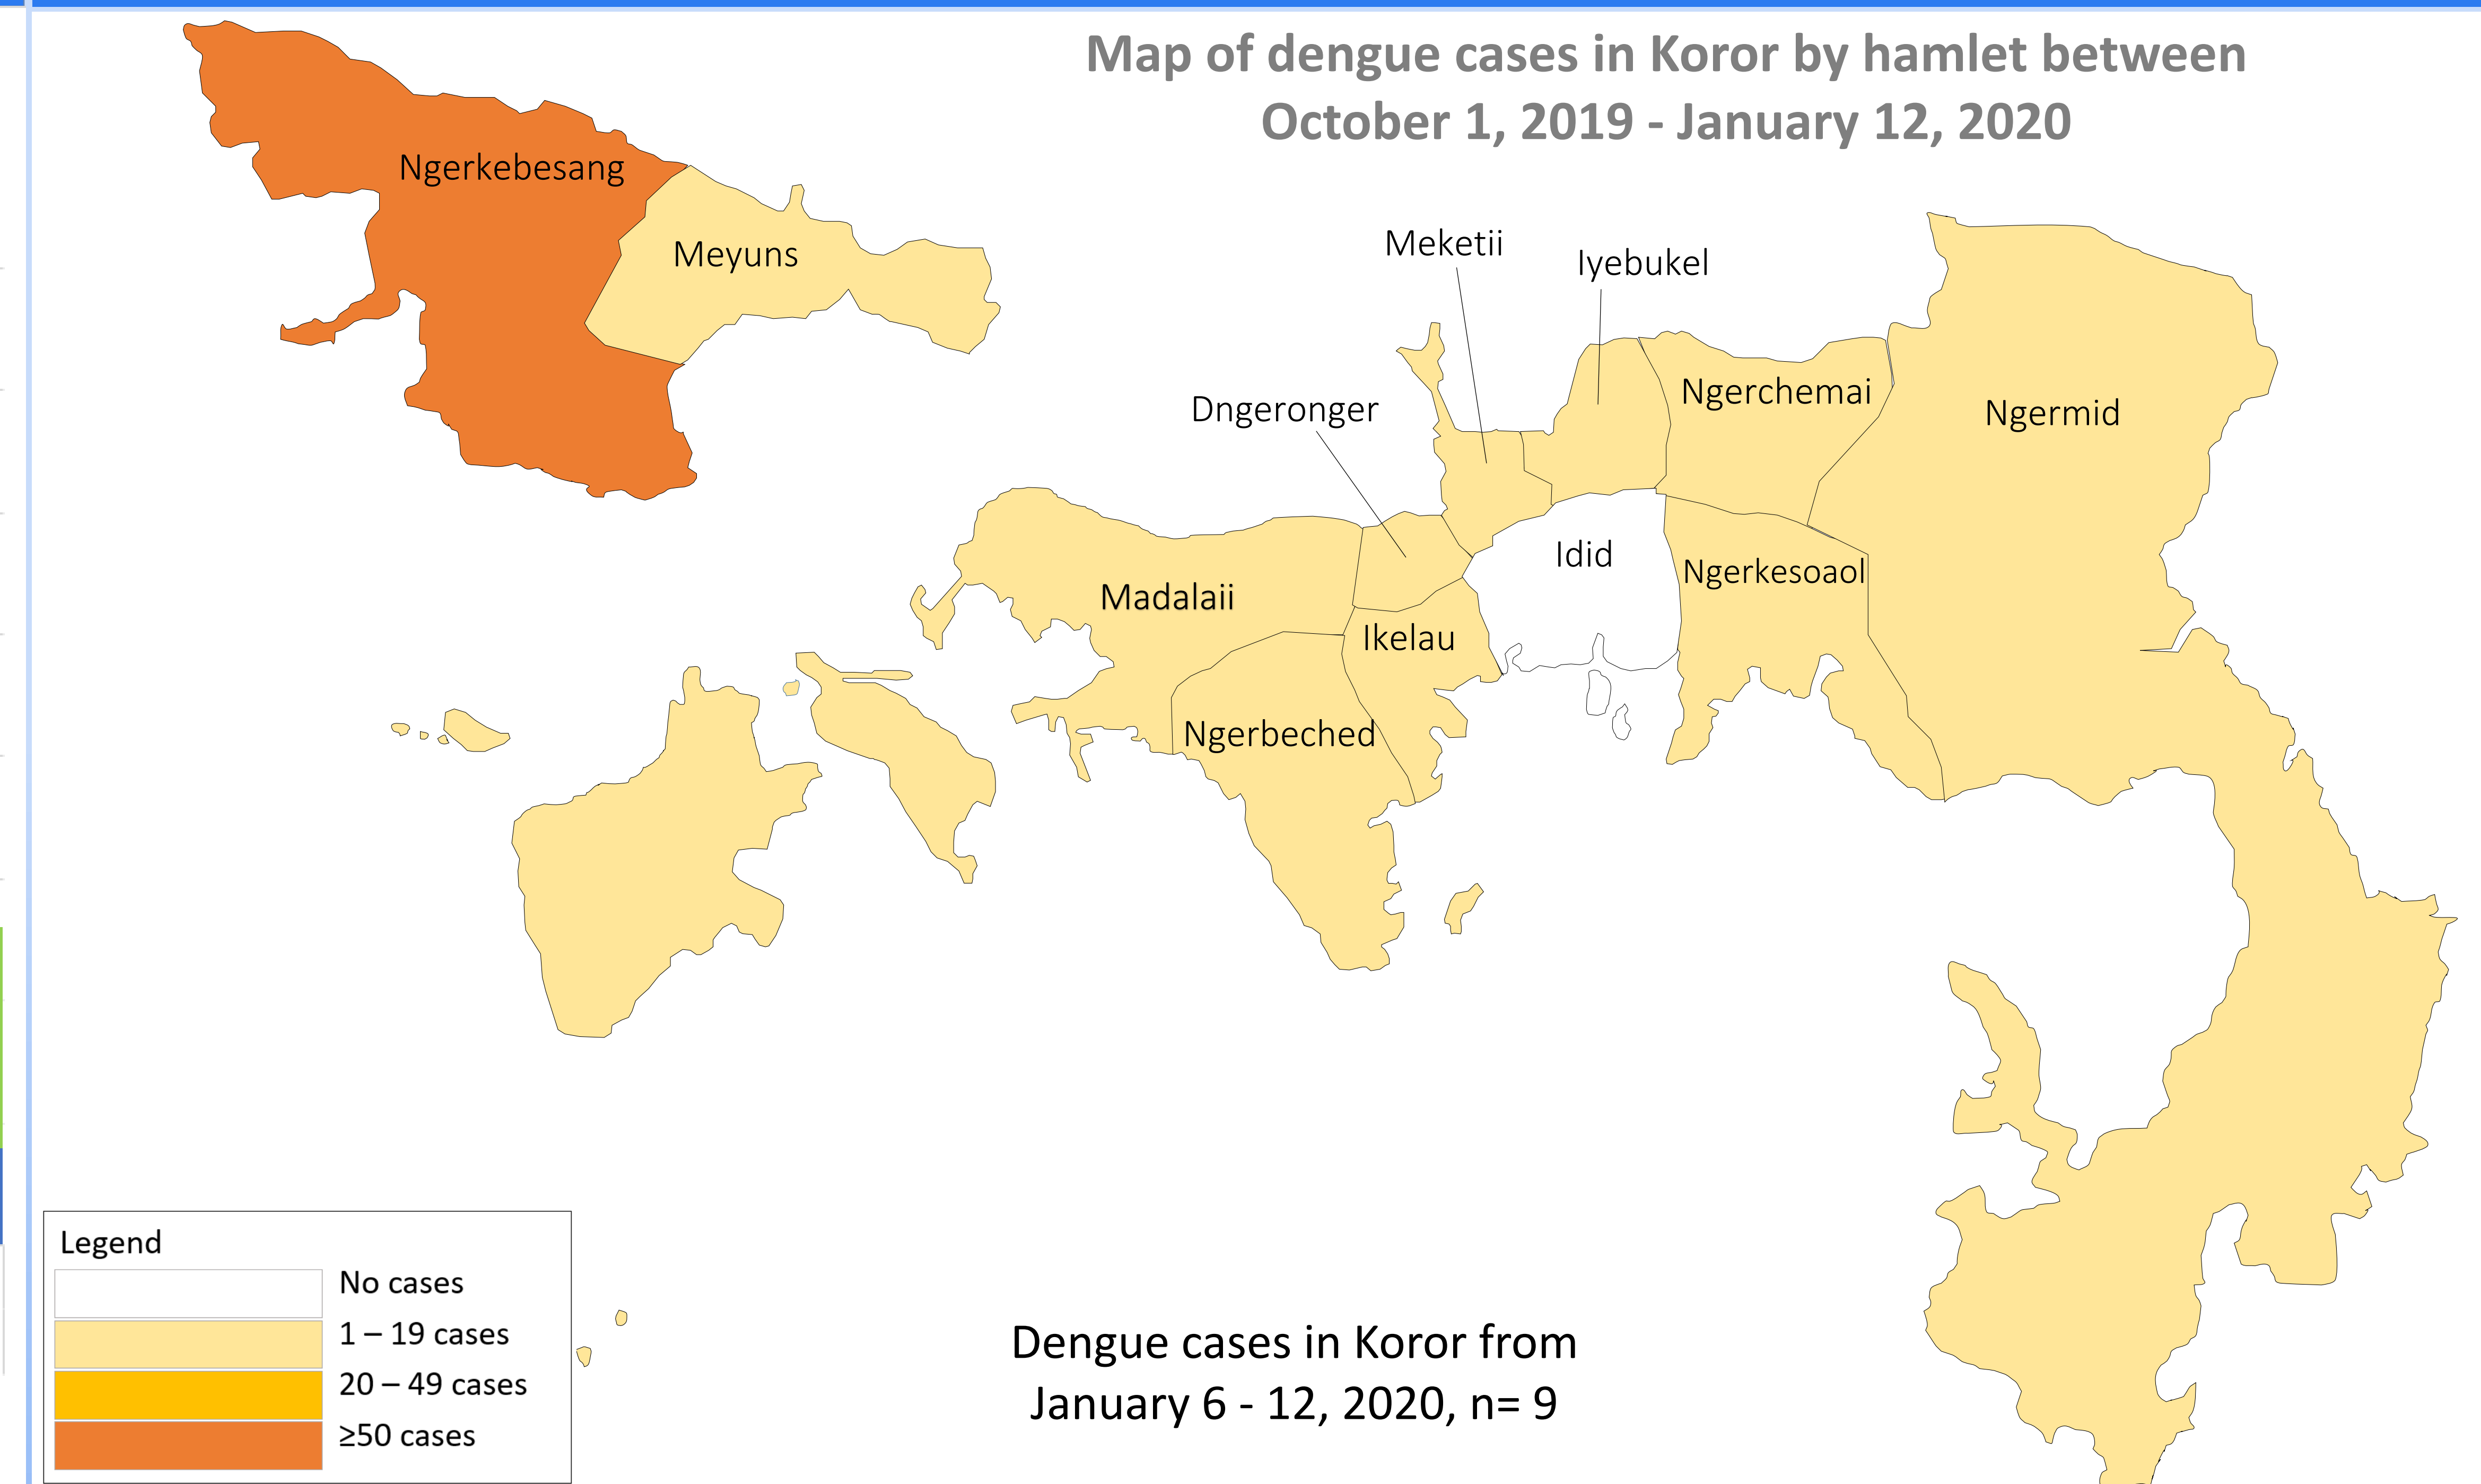 Map of dengue cases in Koror by hamlet between
October 1, 2019 - January 12, 2020
Ngerkebesang
Meyuns
Meketii
Iyebukel
Dngeronger
Ngerchemai
Ngermid
Idid
Ngerkesoaol
Madalaii
Ikelau
Ngerbeched
Legend
No cases
1 – 19 cases
20 – 49 cases
≥50 cases
Dengue cases in Koror from
January 6 - 12, 2020, n= 9